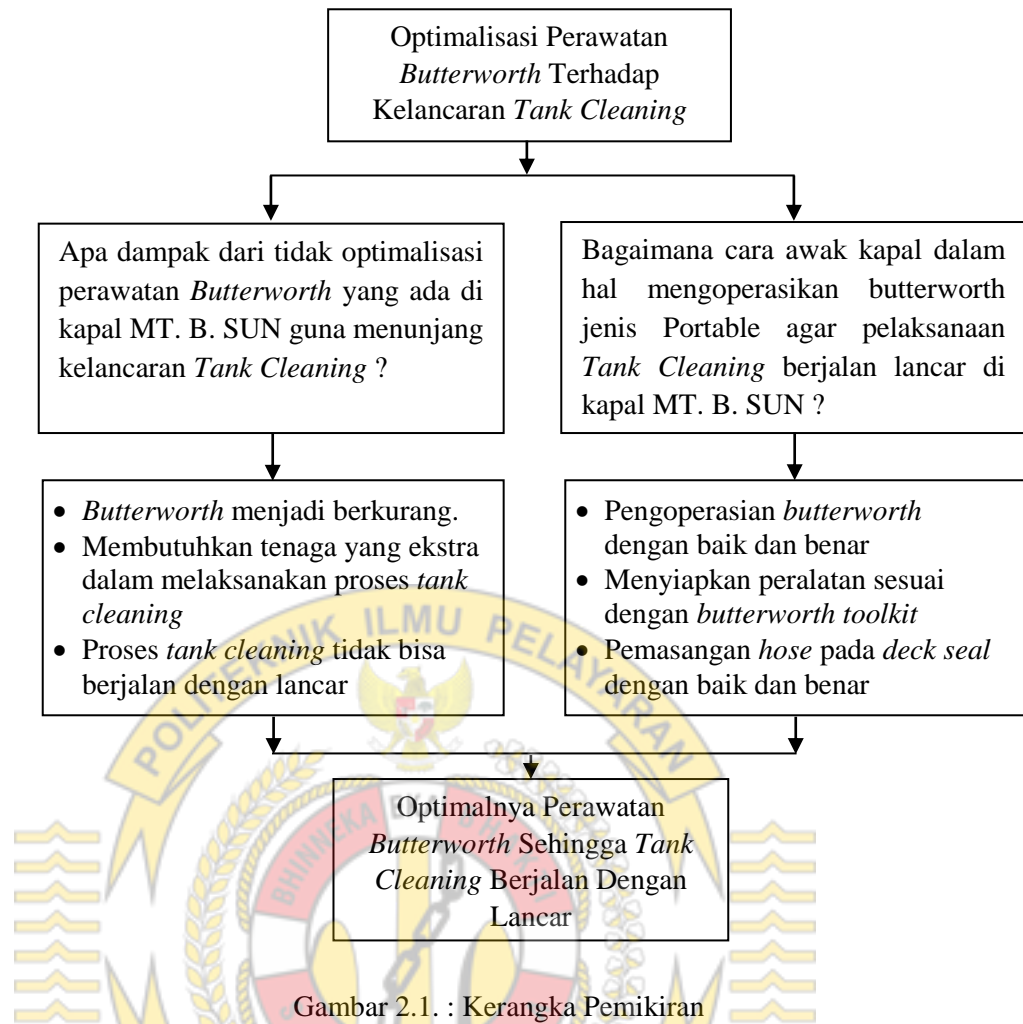 Optimalisasi Perawatan
Butterworth Terhadap
Kelancaran Tank Cleaning
Apa dampak dari tidak optimalisasi
perawatan Butterworth yang ada di
kapal MT. B. SUN guna menunjang
kelancaran Tank Cleaning ?
Bagaimana cara awak kapal dalam
hal mengoperasikan butterworth
jenis Portable agar pelaksanaan
Tank Cleaning berjalan lancar di
kapal MT. B. SUN ?
• Butterworth menjadi berkurang.
• Membutuhkan tenaga yang ekstra
dalam melaksanakan proses tank
cleaning
• Proses tank cleaning tidak bisa
berjalan dengan lancar
• Pengoperasian butterworth
dengan baik dan benar
• Menyiapkan peralatan sesuai
dengan butterworth toolkit
• Pemasangan hose pada deck seal
dengan baik dan benar
POLITEKNIK ILMU PELAYARAN
Optimalnya Perawatan
Butterworth Sehingga Tank
Cleaning Berjalan Dengan
Lancar
BHINNEKA
Gambar 2.1. : Kerangka Pemikiran